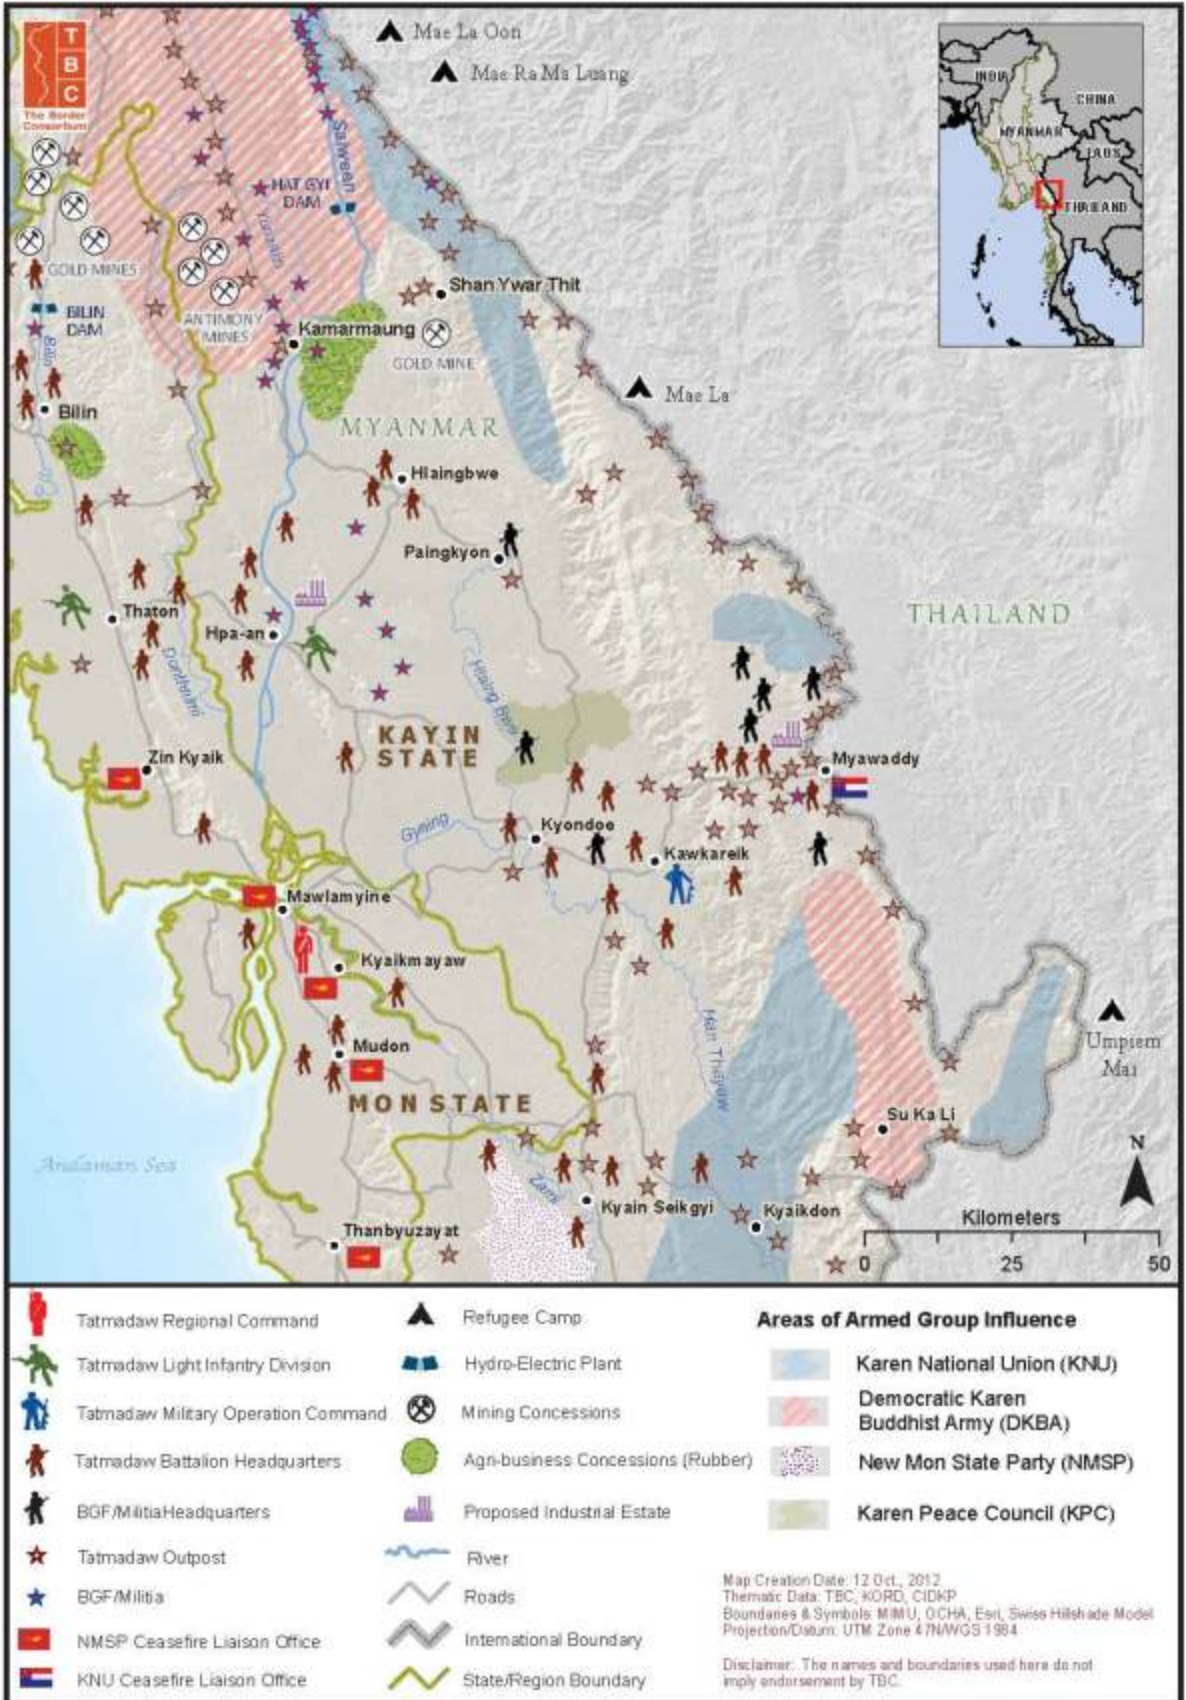 T
B
C
The Border
Consortium
Mae La Oon
Mae Ra Ma Luang
INDIA
CHINA
MYANMAR
LAOS
THAILAND
Salween
HAT GYI
DAM
Yunzalin
GOLD MINES
BILIN
DAM
Bilin
ANTIMONY
MINES
Shan Ywar Thit
Kamarmaung
GOLD MINE
Mae La
Bilin
MYANMAR
Hlaingbwe
Paingkyon
THAILAND
Thaton
Hpa-an
Donthami
Hlaing Bwe
KAYIN
STATE
Zin Kyaik
Myawaddy
Gyaing
Kyondoe
Kawkareik
Mawlamyine
Kyaikmayaw
Umpiem
Mai
Mudon
MON STATE
Su Ka Li
N
Andaman Sea
Zami
Kyain Seikgyi
Kyaikdon
Kilometers
0 25 50
Thanbyuzayat
Tatmadaw Regional Command
Tatmadaw Light Infantry Division
Tatmadaw Military Operation Command
Tatmadaw Battalion Headquarters
BGF/MilitiaHeadquarters
Tatmadaw Outpost
BGF/Militia
NMSP Ceasefire Liaison Office
KNU Ceasefire Liaison Office
Refugee Camp
Hydro-Electric Plant
Mining Concessions
Agri-business Concessions (Rubber)
Proposed Industrial Estate
River
Roads
International Boundary
State/Region Boundary
Areas of Armed Group Influence
Karen National Union (KNU)
Democratic Karen
Buddhist Army (DKBA)
New Mon State Party (NMSP)
Karen Peace Council (KPC)
Map Creation Date: 12 Oct., 2012
Thematic Data: TBC, KORD, CIDKP
Boundaries & Symbols: MIMU, OCHA, Esri, Swiss Hillshade Model
Projection/Datum: UTM Zone 47N/WGS 1984
Disclaimer: The names and boundaries used here do not
imply endorsement by TBC.